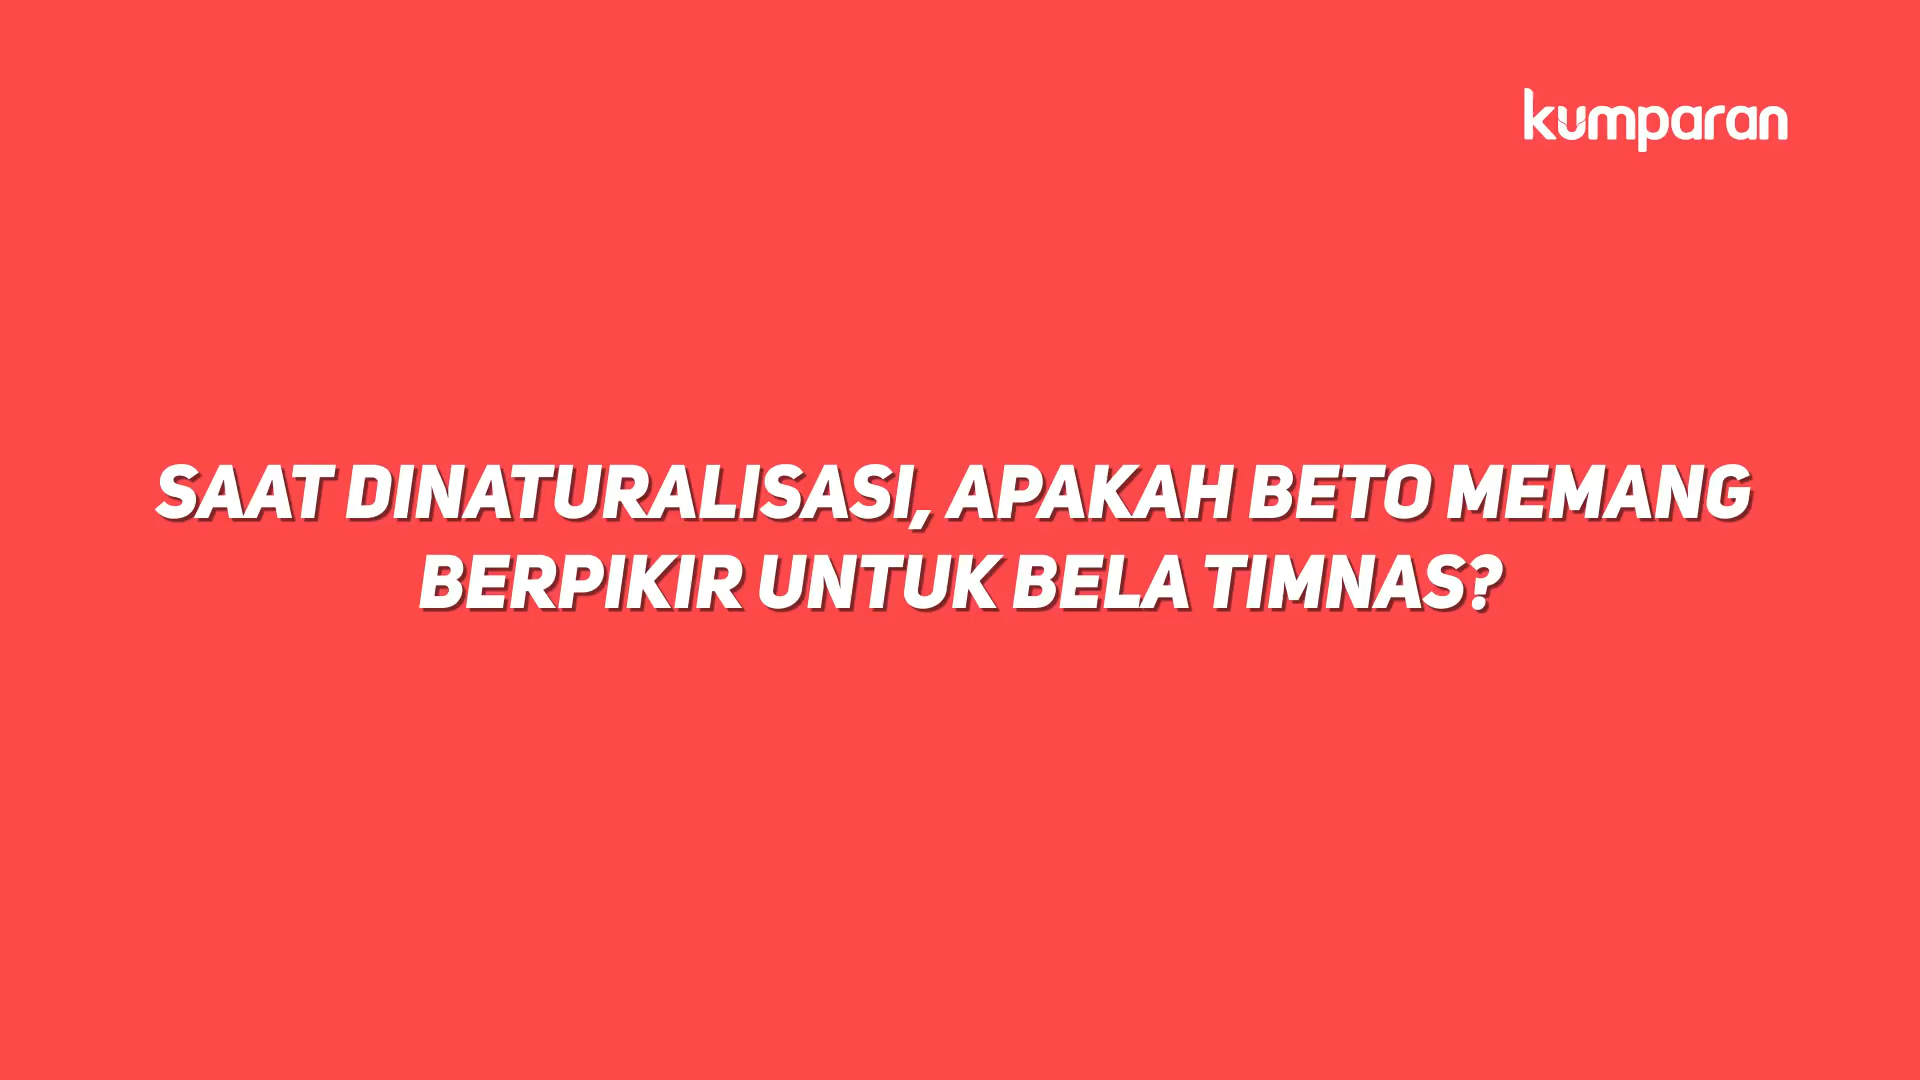 kumparan
SAAT DINATURALISASI, APAKAH BETO MEMANG
BERPIKIR UNTUK BELA TIMNAS?